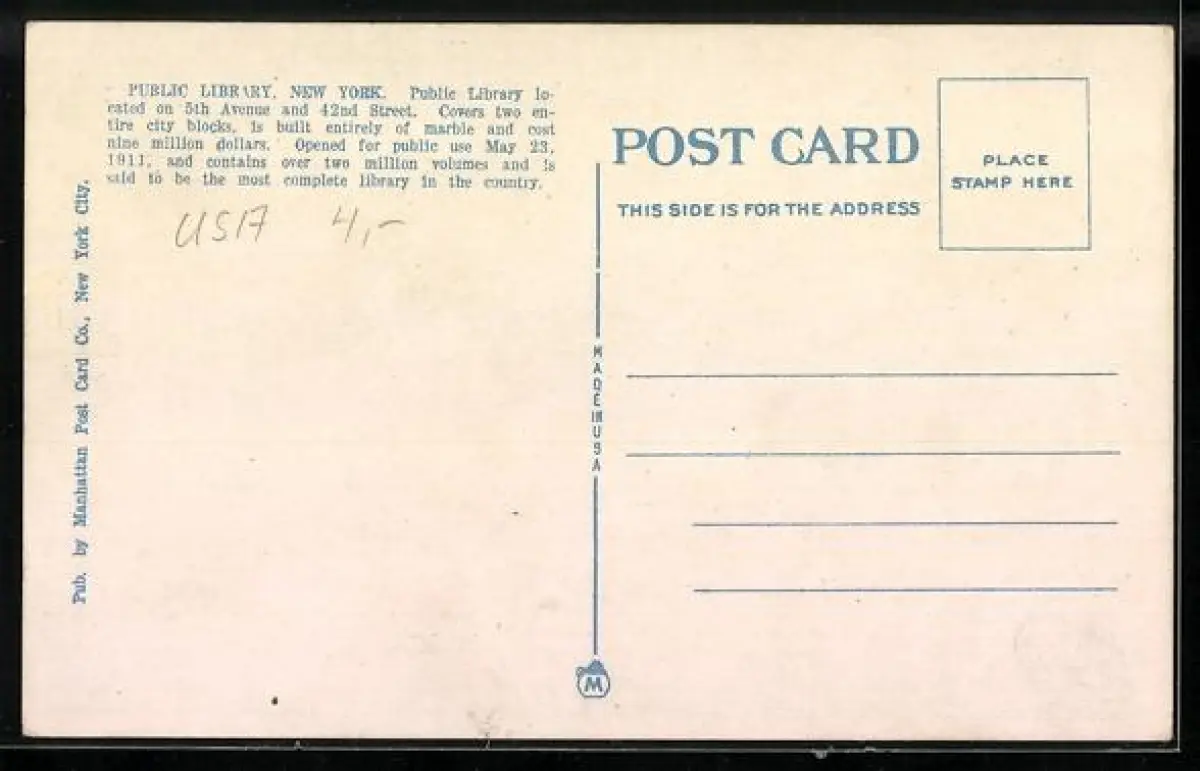 PUBLIC LIBRARY, NEW YORK. Public Library lo-
cated on 5th Avenue and 42nd Street. Covers two en-
tire city blocks, is built entirely of marble and cost
nine million dollars. Opened for public use May 23,
1911, and contains over two million volumes and is
said to be the most complete library in the country.
USA 4,-
Pub. by Manhattan Post Card Co., New York City.
POST CARD
THIS SIDE IS FOR THE ADDRESS
PLACE
STAMP HERE
MADE IN USA
M